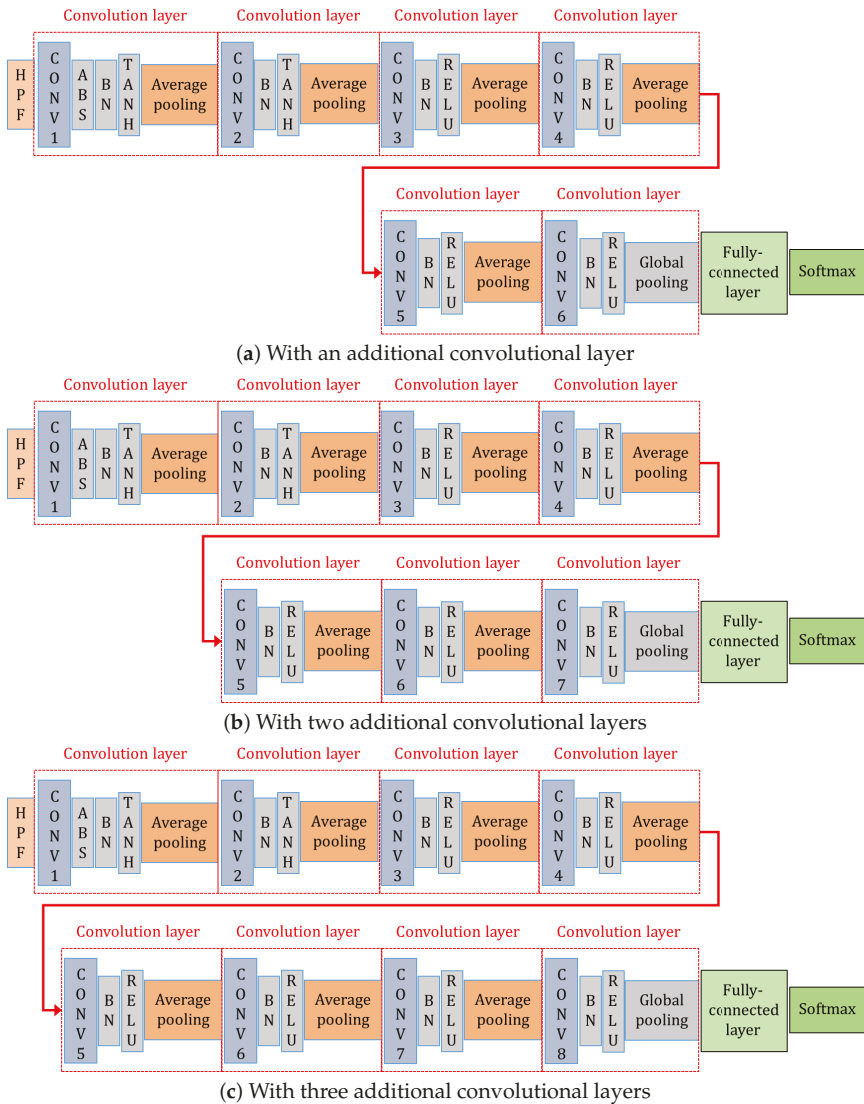 Convolution layer Convolution layer Convolution layer Convolution layer
HPF CONV1 ABS BN TANH Average pooling CONV2 BN TANH Average pooling CONV3 BN RELU Average pooling CONV4 BN RELU Average pooling
Convolution layer Convolution layer
CONV5 BN RELU Average pooling CONV6 BN RELU Global pooling Fully-connected layer Softmax
(a) With an additional convolutional layer
Convolution layer Convolution layer Convolution layer Convolution layer
HPF CONV1 ABS BN TANH Average pooling CONV2 BN TANH Average pooling CONV3 BN RELU Average pooling CONV4 BN RELU Average pooling
Convolution layer Convolution layer Convolution layer
CONV5 BN RELU Average pooling CONV6 BN RELU Average pooling CONV7 BN RELU Global pooling Fully-connected layer Softmax
(b) With two additional convolutional layers
Convolution layer Convolution layer Convolution layer Convolution layer
HPF CONV1 ABS BN TANH Average pooling CONV2 BN TANH Average pooling CONV3 BN RELU Average pooling CONV4 BN RELU Average pooling
Convolution layer Convolution layer Convolution layer Convolution layer
CONV5 BN RELU Average pooling CONV6 BN RELU Average pooling CONV7 BN RELU Average pooling CONV8 BN RELU Global pooling Fully-connected layer Softmax
(c) With three additional convolutional layers